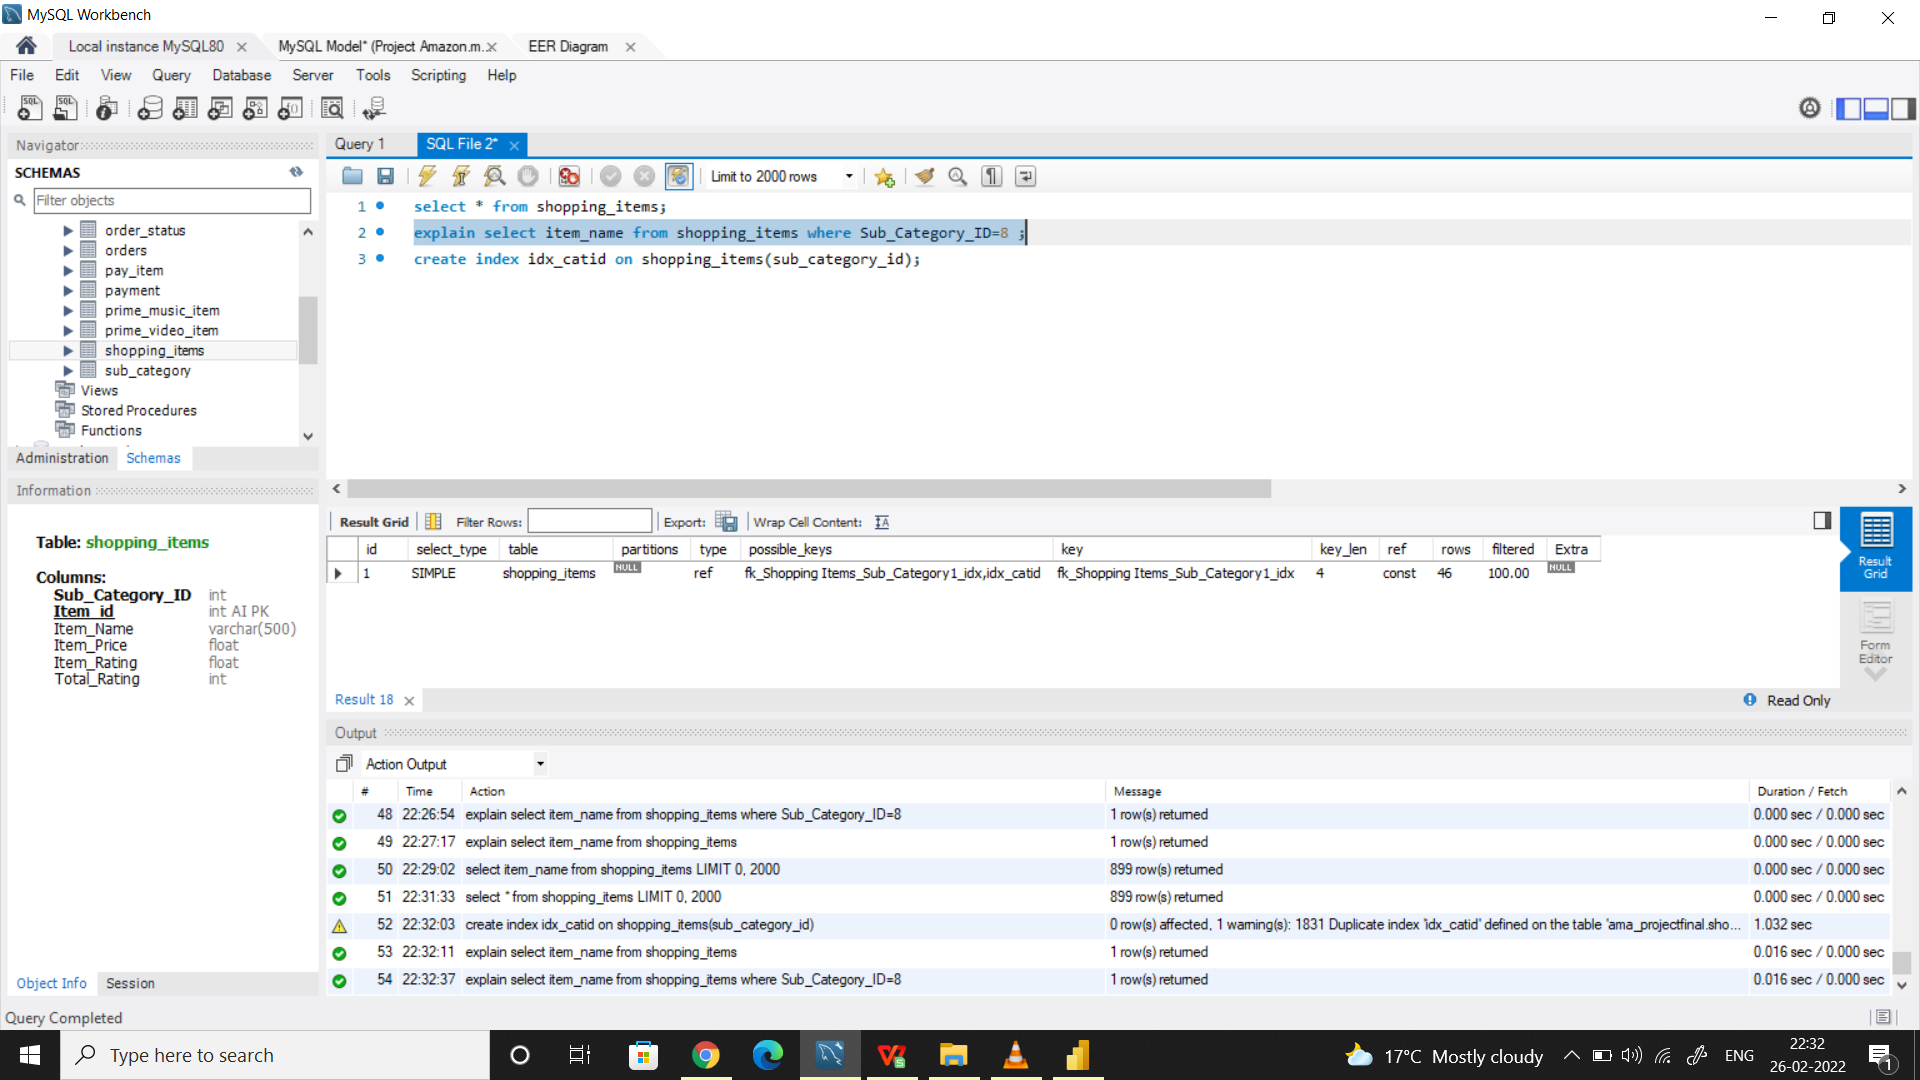 MySQL Workbench
Local instance MySQL80
MySQL Model* (Project Amazon.m...
EER Diagram
File Edit View Query Database Server Tools Scripting Help
Navigator
SCHEMAS
Filter objects
order_status
orders
pay_item
payment
prime_music_item
prime_video_item
shopping_items
sub_category
Views
Stored Procedures
Functions
Administration Schemas
Information
Table: shopping_items
Columns:
Sub_Category_ID int
Item_id int AI PK
Item_Name varchar(500)
Item_Price float
Item_Rating float
Total_Rating int
Object Info Session
Query 1 SQL File 2*
Limit to 2000 rows
1 select * from shopping_items;
2 explain select item_name from shopping_items where Sub_Category_ID=8 ;
3 create index idx_catid on shopping_items(sub_category_id);
Result Grid Filter Rows: Export: Wrap Cell Content:
id select_type table partitions type possible_keys key key_len ref rows filtered Extra
1 SIMPLE shopping_items NULL ref fk_Shopping Items_Sub_Category1_idx,idx_catid fk_Shopping Items_Sub_Category1_idx 4 const 46 100.00 NULL
Result Grid
Form Editor
Result 18
Read Only
Output
Action Output
# Time Action Message Duration / Fetch
48 22:26:54 explain select item_name from shopping_items where Sub_Category_ID=8 1 row(s) returned 0.000 sec / 0.000 sec
49 22:27:17 explain select item_name from shopping_items 1 row(s) returned 0.000 sec / 0.000 sec
50 22:29:02 select item_name from shopping_items LIMIT 0, 2000 899 row(s) returned 0.000 sec / 0.000 sec
51 22:31:33 select * from shopping_items LIMIT 0, 2000 899 row(s) returned 0.000 sec / 0.000 sec
52 22:32:03 create index idx_catid on shopping_items(sub_category_id) 0 row(s) affected, 1 warning(s): 1831 Duplicate index 'idx_catid' defined on the table 'ama_projectfinal.sho... 1.032 sec
53 22:32:11 explain select item_name from shopping_items 1 row(s) returned 0.016 sec / 0.000 sec
54 22:32:37 explain select item_name from shopping_items where Sub_Category_ID=8 1 row(s) returned 0.016 sec / 0.000 sec
Query Completed
Type here to search
17°C Mostly cloudy
ENG
22:32
26-02-2022
1